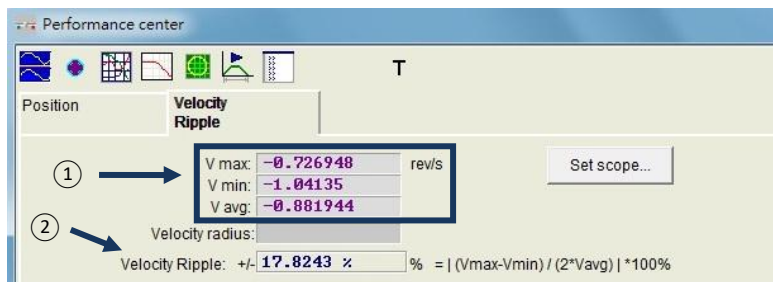 Performance center
T
Position
Velocity
Ripple
① V max: -0.726948 rev/s Set scope...
V min: -1.04135
V avg: -0.881944
② Velocity radius:
Velocity Ripple: +/- 17.8243 % % = | (Vmax-Vmin) / (2*Vavg) | *100%